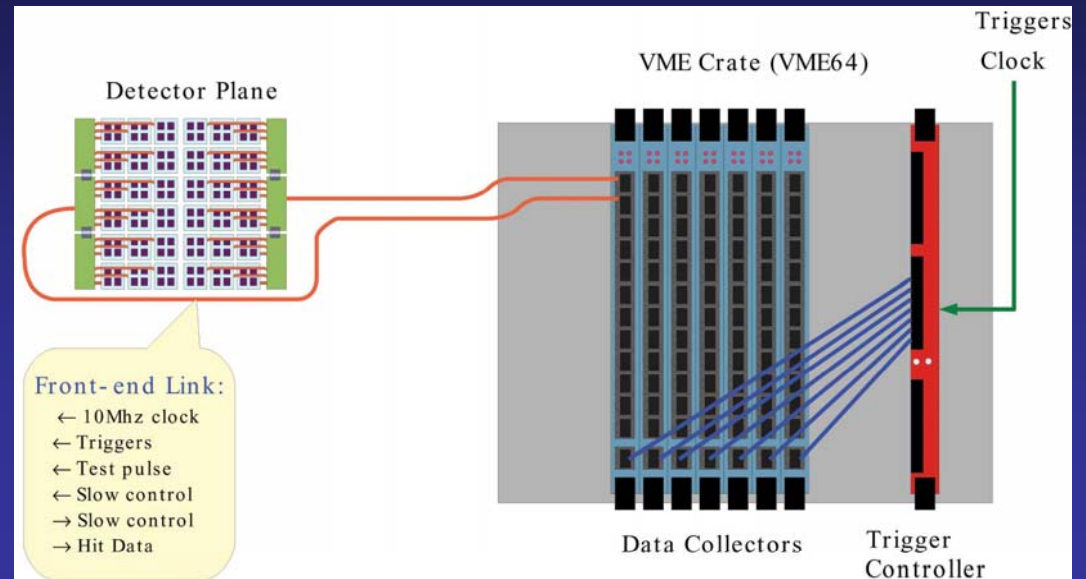 Triggers
Clock
VME Crate (VME64)
Detector Plane
Front-end Link:
← 10Mhz clock
← Triggers
← Test pulse
← Slow control
→ Slow control
→ Hit Data
Data Collectors
Trigger
Controller